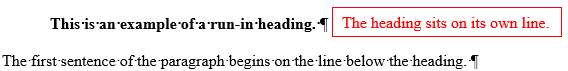 This·is·an·example·of·a·run-in·heading.·¶ The heading sits on its own line.
The·first·sentence·of·the·paragraph·begins·on·the·line·below·the·heading.·¶